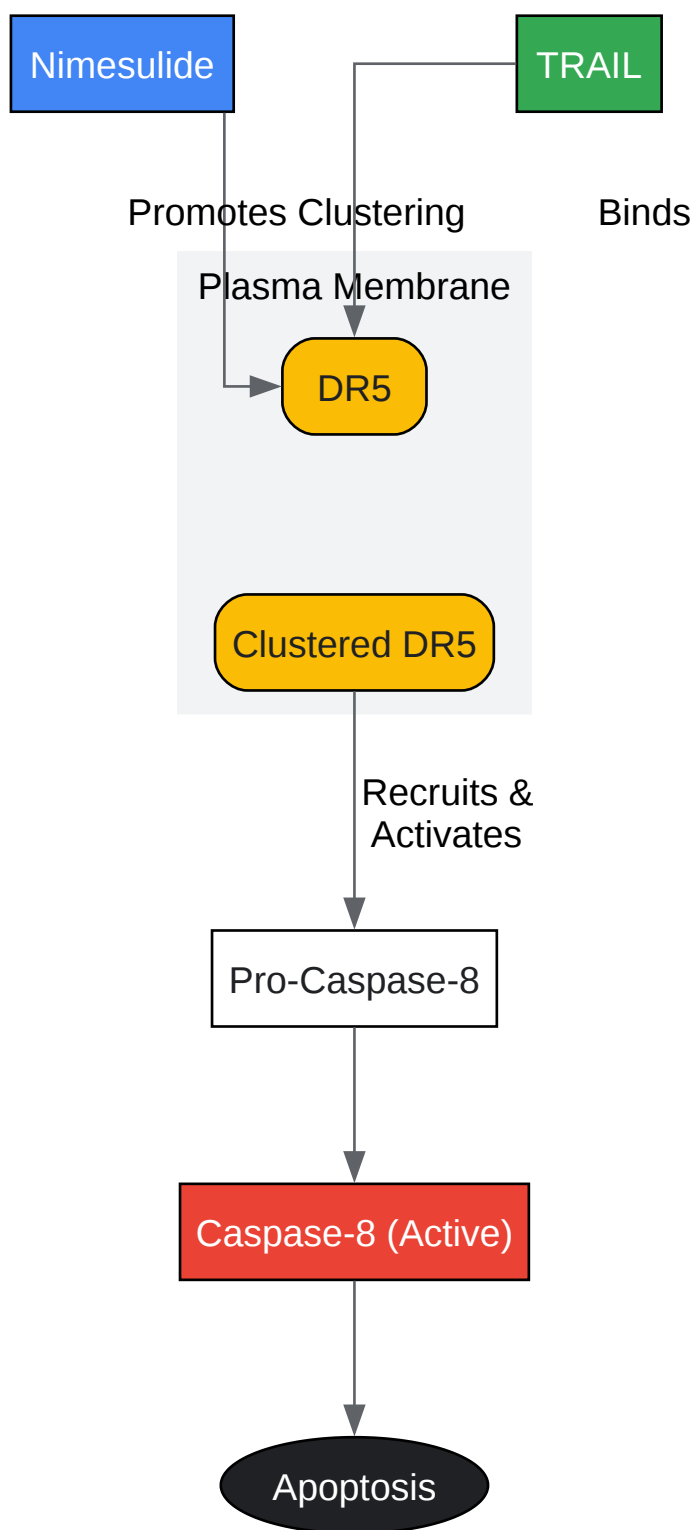 Nimesulide
TRAIL
Promotes Clustering
Binds
Plasma Membrane
DR5
Clustered DR5
Recruits &
Activates
Pro-Caspase-8
Caspase-8 (Active)
Apoptosis